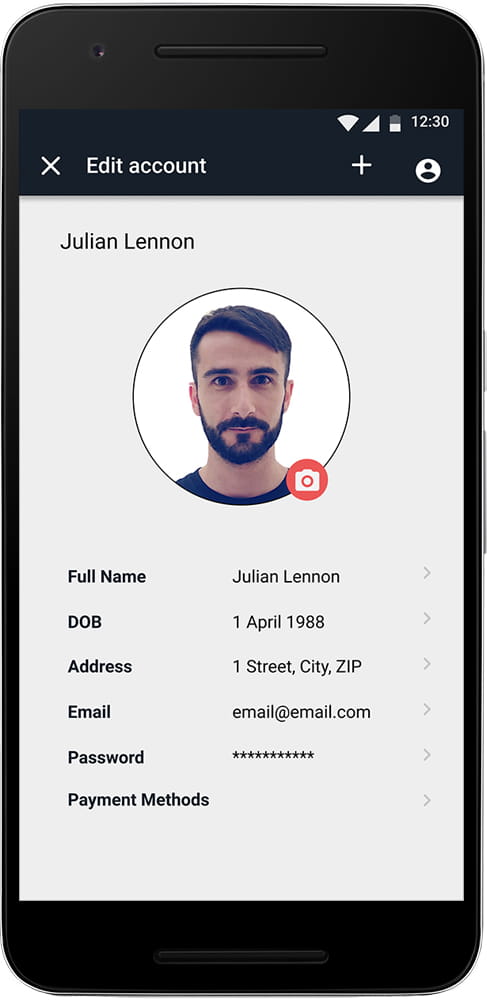 12:30
Edit account
Julian Lennon
Full Name Julian Lennon
DOB 1 April 1988
Address 1 Street, City, ZIP
Email email@email.com
Password ***********
Payment Methods